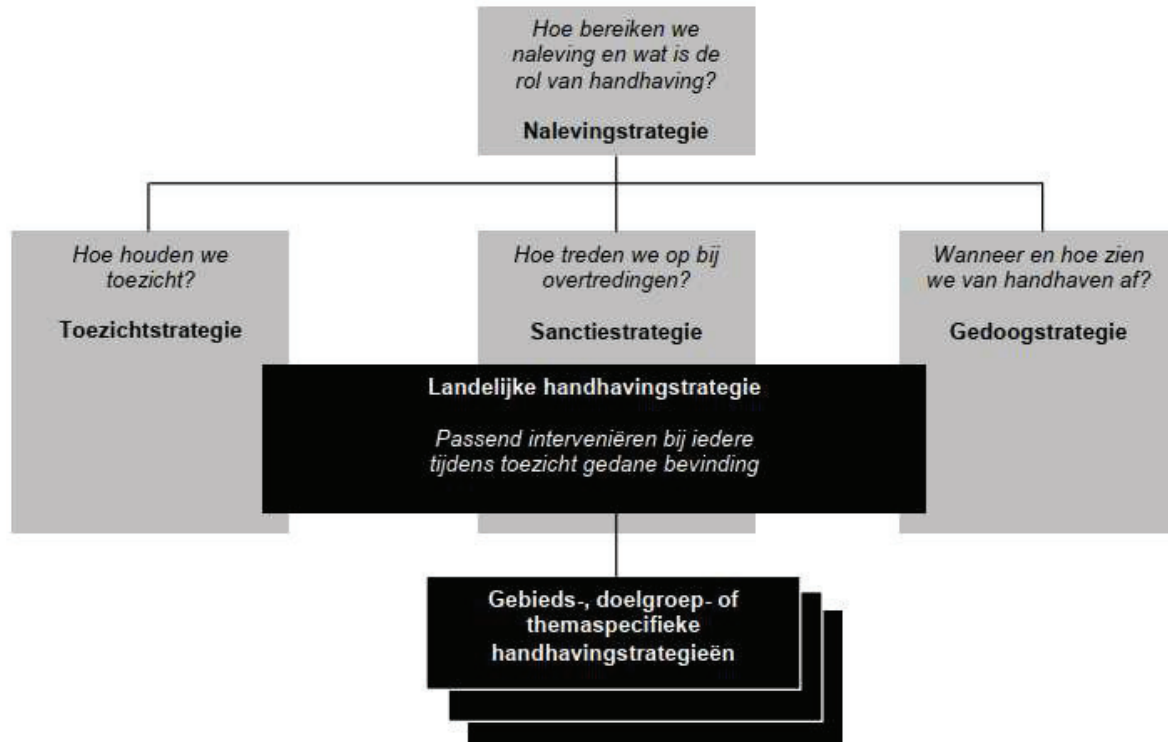 Hoe bereiken we
naleving en wat is de
rol van handhaving?
Nalevingstrategie
Hoe houden we
toezicht?
Toezichtstrategie
Hoe treden we op bij
overtredingen?
Sanctiestrategie
Wanneer en hoe zien
we van handhaven af?
Gedoogstrategie
Landelijke handhavingstrategie
Passend interveniëren bij iedere
tijdens toezicht gedane bevinding
Gebieds-, doelgroep- of
themaspecifieke
handhavingstrategieën